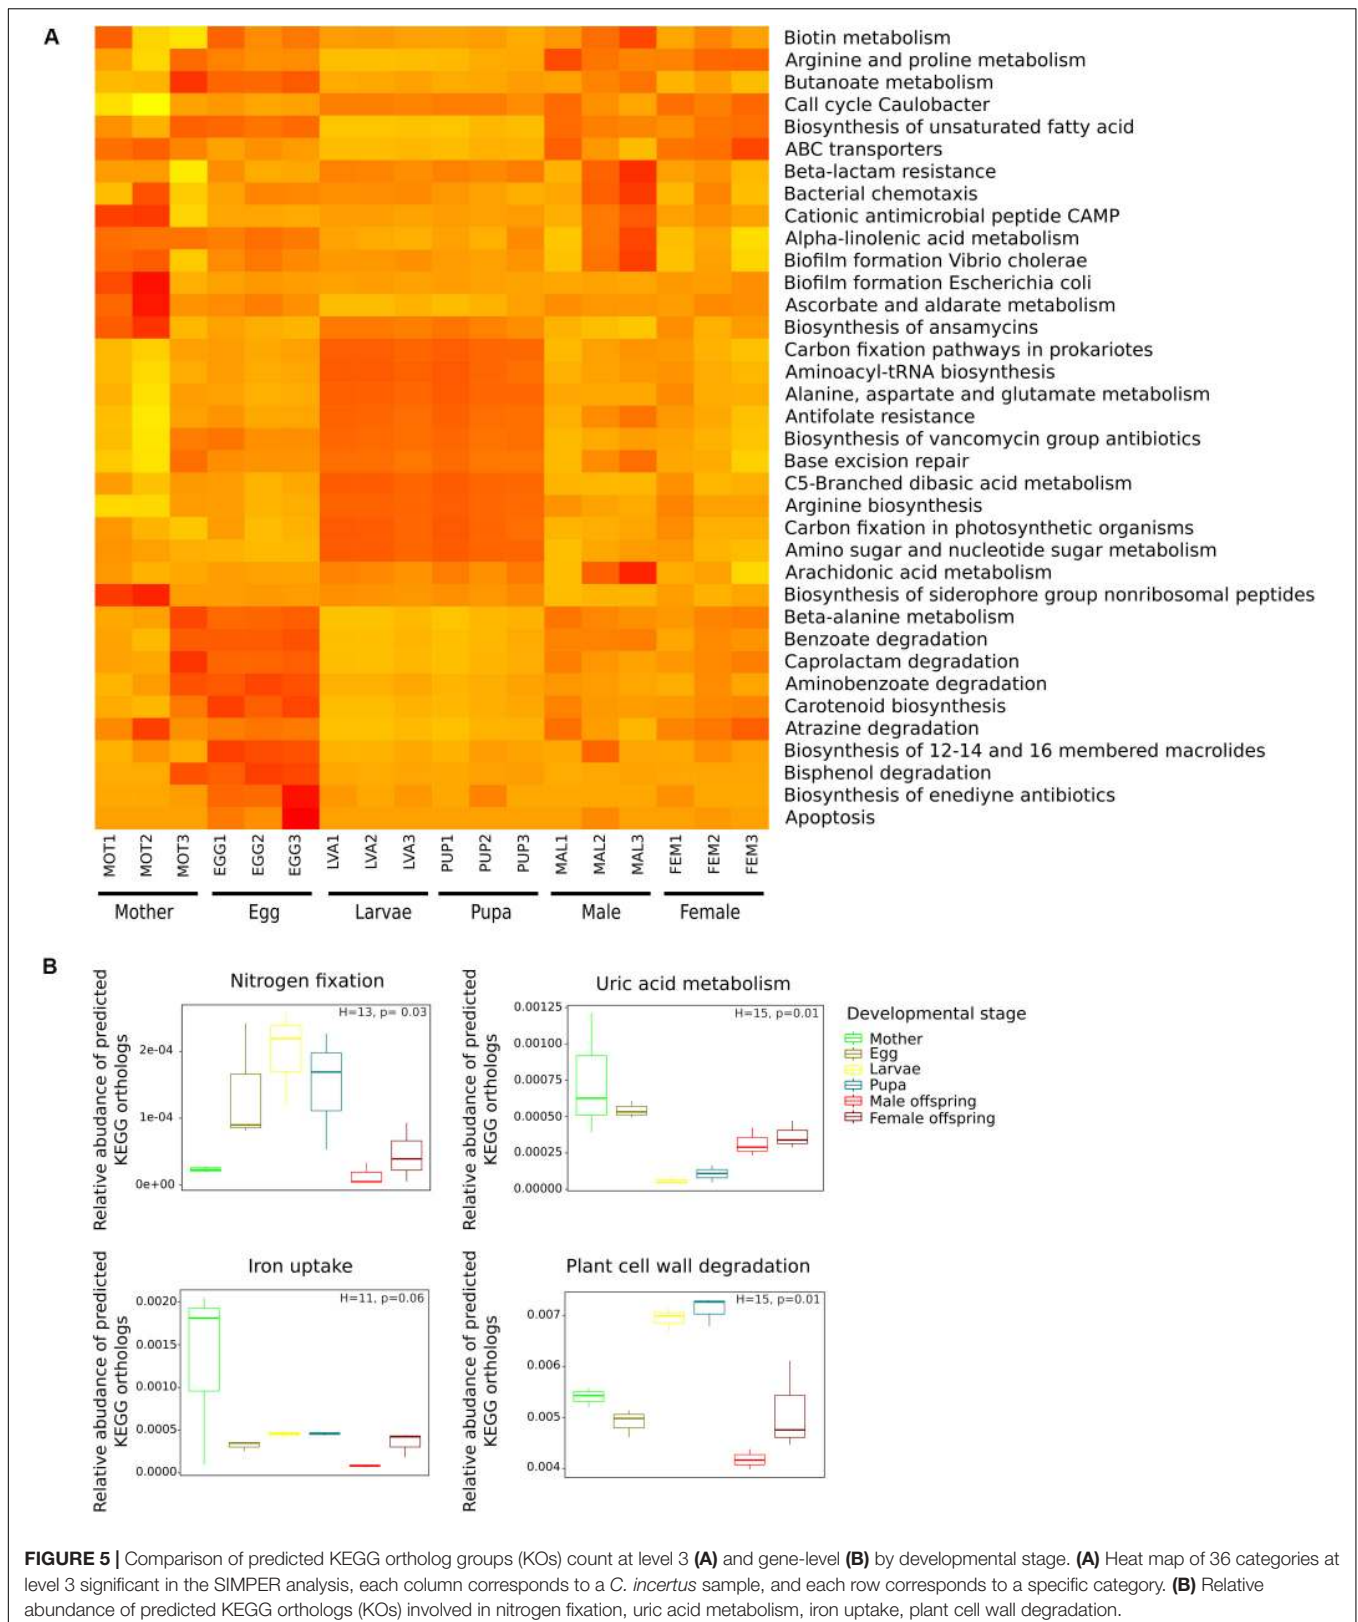 A
Biotin metabolism
Arginine and proline metabolism
Butanoate metabolism
Call cycle Caulobacter
Biosynthesis of unsaturated fatty acid
ABC transporters
Beta-lactam resistance
Bacterial chemotaxis
Cationic antimicrobial peptide CAMP
Alpha-linolenic acid metabolism
Biofilm formation Vibrio cholerae
Biofilm formation Escherichia coli
Ascorbate and aldarate metabolism
Biosynthesis of ansamycins
Carbon fixation pathways in prokariotes
Aminoacyl-tRNA biosynthesis
Alanine, aspartate and glutamate metabolism
Antifolate resistance
Biosynthesis of vancomycin group antibiotics
Base excision repair
C5-Branched dibasic acid metabolism
Arginine biosynthesis
Carbon fixation in photosynthetic organisms
Amino sugar and nucleotide sugar metabolism
Arachidonic acid metabolism
Biosynthesis of siderophore group nonribosomal peptides
Beta-alanine metabolism
Benzoate degradation
Caprolactam degradation
Aminobenzoate degradation
Carotenoid biosynthesis
Atrazine degradation
Biosynthesis of 12-14 and 16 membered macrolides
Bisphenol degradation
Biosynthesis of enediyne antibiotics
Apoptosis
MOT1 MOT2 MOT3 EGG1 EGG2 EGG3 LVA1 LVA2 LVA3 PUP1 PUP2 PUP3 MAL1 MAL2 MAL3 FEM1 FEM2 FEM3
Mother Egg Larvae Pupa Male Female
B
Nitrogen fixation
Relative abudance of predicted
KEGG orthologs
H=13, p= 0.03
2e-04
1e-04
0e+00
Uric acid metabolism
Relative abudance of predicted
KEGG orthologs
H=15, p=0.01
0.00125
0.00100
0.00075
0.00050
0.00025
0.00000
Developmental stage
Mother
Egg
Larvae
Pupa
Male offspring
Female offspring
Iron uptake
Relative abudance of predicted
KEGG orthologs
H=11, p=0.06
0.0020
0.0015
0.0010
0.0005
0.0000
Plant cell wall degradation
Relative abudance of predicted
KEGG orthologs
H=15, p=0.01
0.007
0.006
0.005
0.004
FIGURE 5 | Comparison of predicted KEGG ortholog groups (KOs) count at level 3 (A) and gene-level (B) by developmental stage. (A) Heat map of 36 categories at
level 3 significant in the SIMPER analysis, each column corresponds to a C. incertus sample, and each row corresponds to a specific category. (B) Relative
abundance of predicted KEGG orthologs (KOs) involved in nitrogen fixation, uric acid metabolism, iron uptake, plant cell wall degradation.